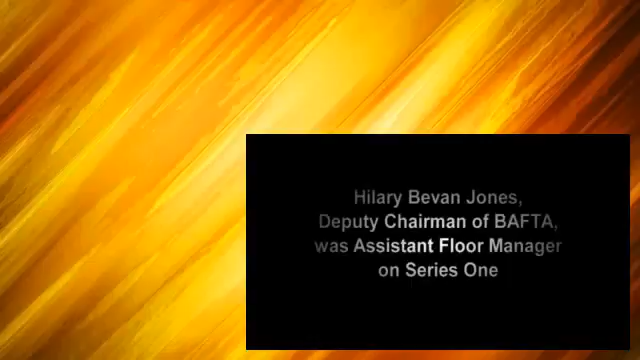 Hilary Bevan Jones,
Deputy Chairman of BAFTA,
was Assistant Floor Manager
on Series One